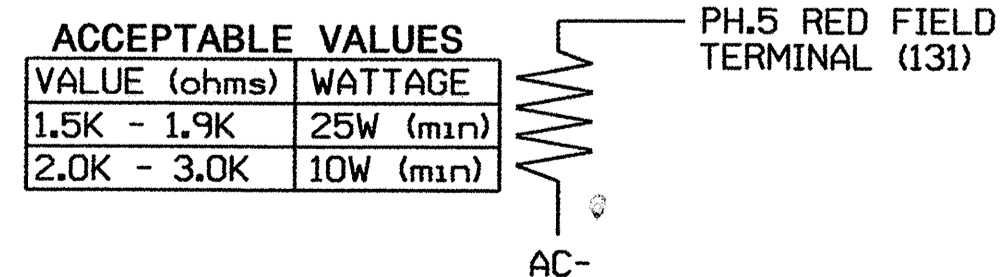 ACCEPTABLE VALUES
VALUE (ohms) WATTAGE
1.5K - 1.9K 25W (min)
2.0K - 3.0K 10W (min)
PH.5 RED FIELD
TERMINAL (131)
AC-